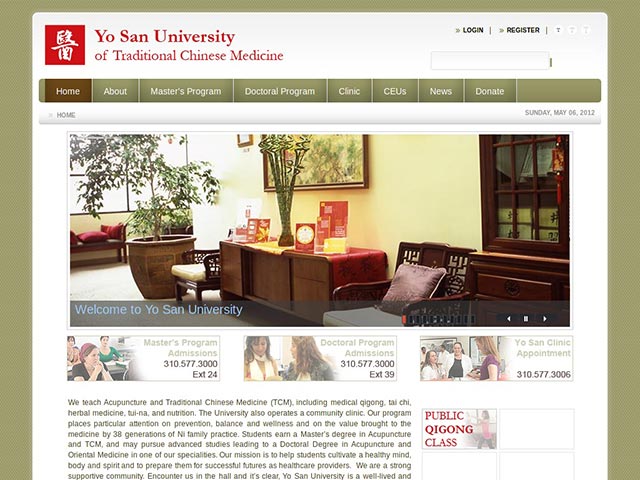 醫
Yo San University
of Traditional Chinese Medicine
LOGIN | REGISTER |
Home About Master's Program Doctoral Program Clinic CEUs News Donate
HOME
SUNDAY, MAY 06, 2012
Welcome to Yo San University
Master's Program
Admissions
310.577.3000
Ext 24
Doctoral Program
Admissions
310.577.3000
Ext 39
Yo San Clinic
Appointment
310.577.3006
We teach Acupuncture and Traditional Chinese Medicine (TCM), including medical qigong, tai chi,
herbal medicine, tui-na, and nutrition. The University also operates a community clinic. Our program
places particular attention on prevention, balance and wellness and on the value brought to the
medicine by 38 generations of Ni family practice. Students earn a Master's degree in Acupuncture
and TCM, and may pursue advanced studies leading to a Doctoral Degree in Acupuncture and
Oriental Medicine in one of our specialities. Our mission is to help students cultivate a healthy mind,
body and spirit and to prepare them for successful futures as healthcare providers. We are a strong
supportive community. Encounter us in the hall and it's clear, Yo San University is a well-lived and
PUBLIC
QIGONG
CLASS